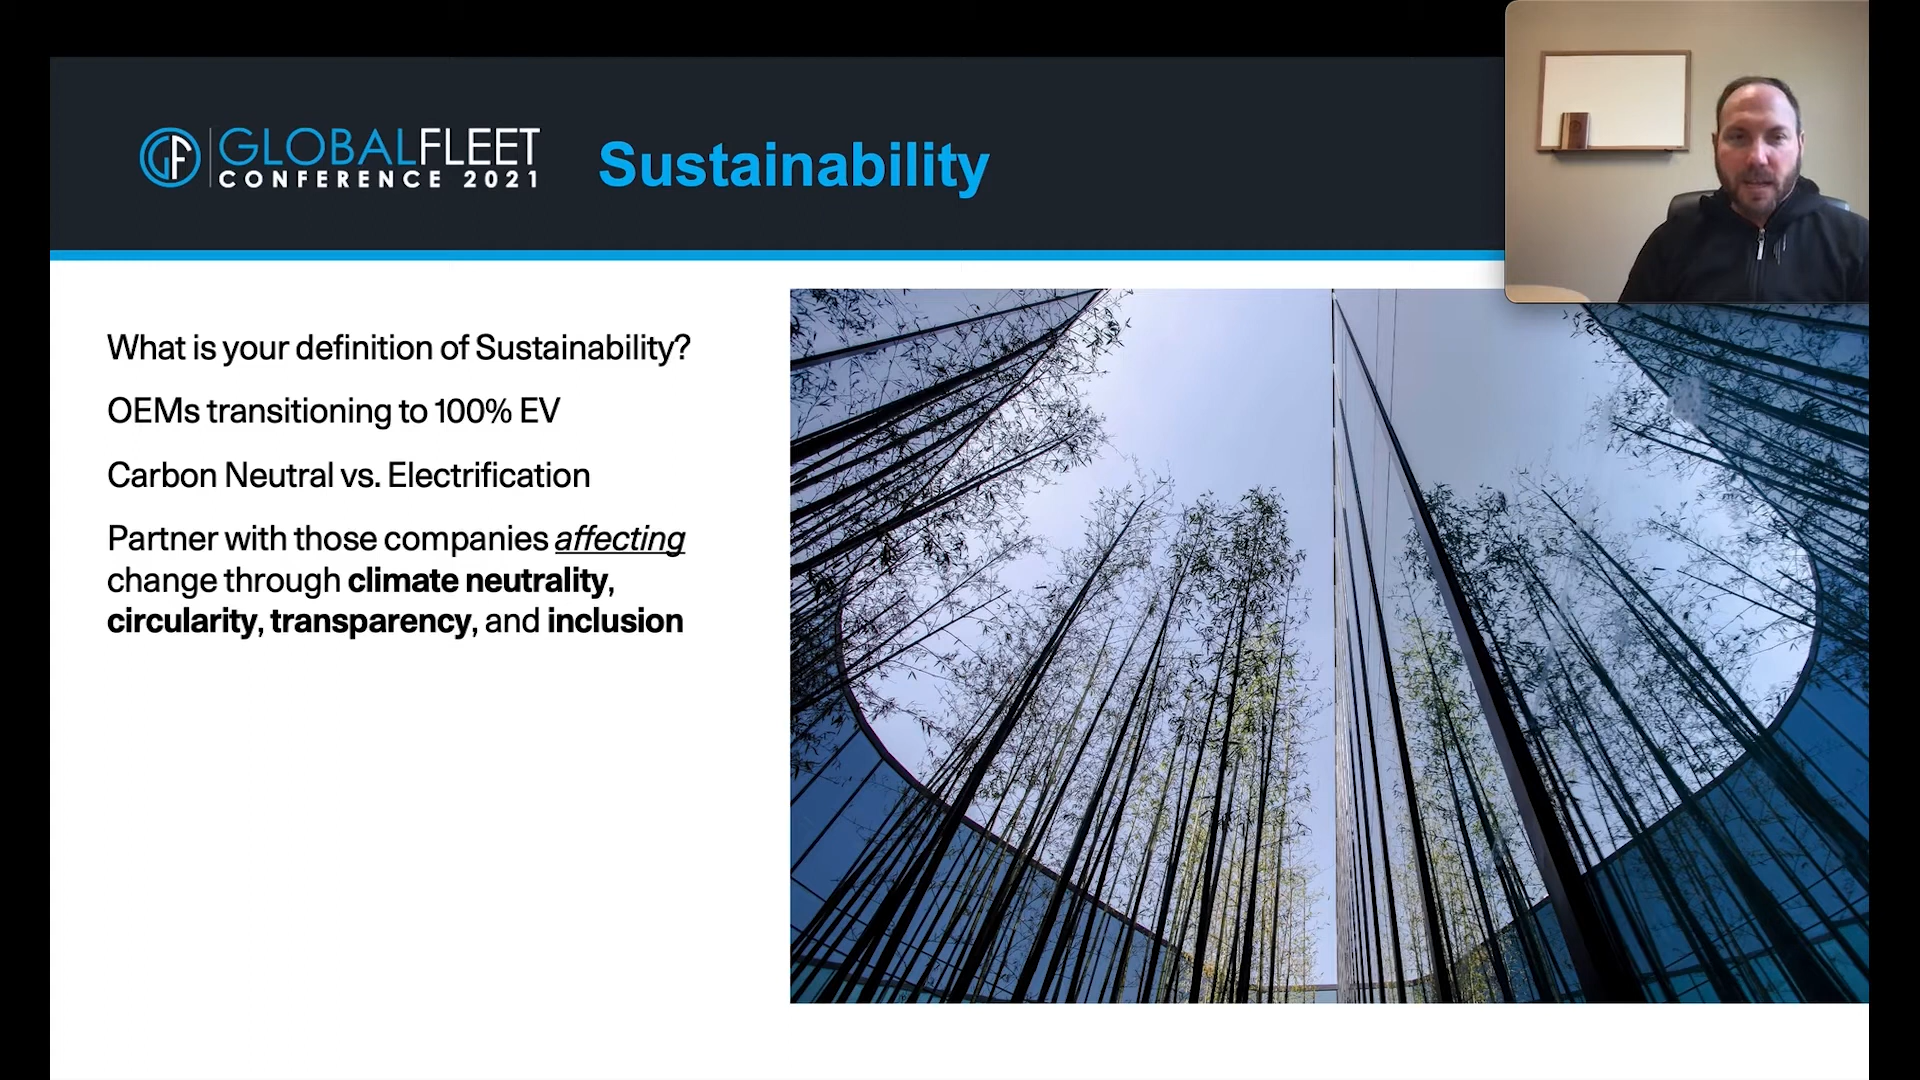 GF
GLOBALFLEET
CONFERENCE 2021
Sustainability
What is your definition of Sustainability?
OEMs transitioning to 100% EV
Carbon Neutral vs. Electrification
Partner with those companies affecting
change through climate neutrality,
circularity, transparency, and inclusion